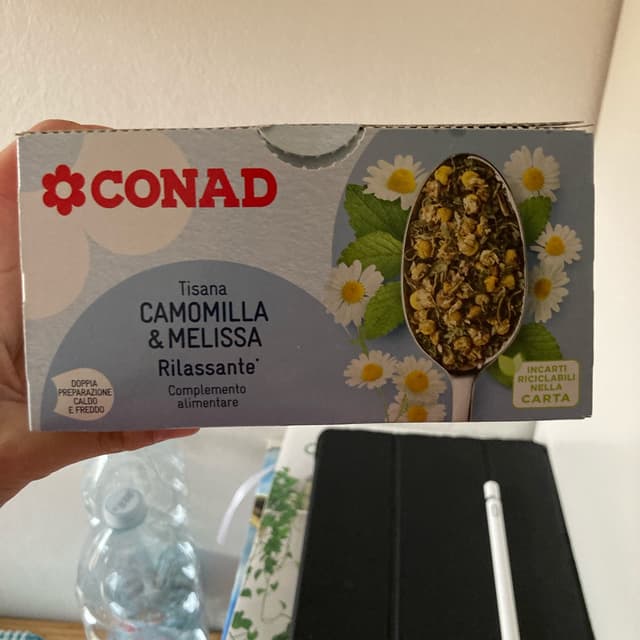 CONAD
Tisana
CAMOMILLA
& MELISSA
Rilassante*
Complemento
alimentare
DOPPIA
PREPARAZIONE
CALDO
E FREDDO
INCARTI
RICICLABILI
NELLA
CARTA